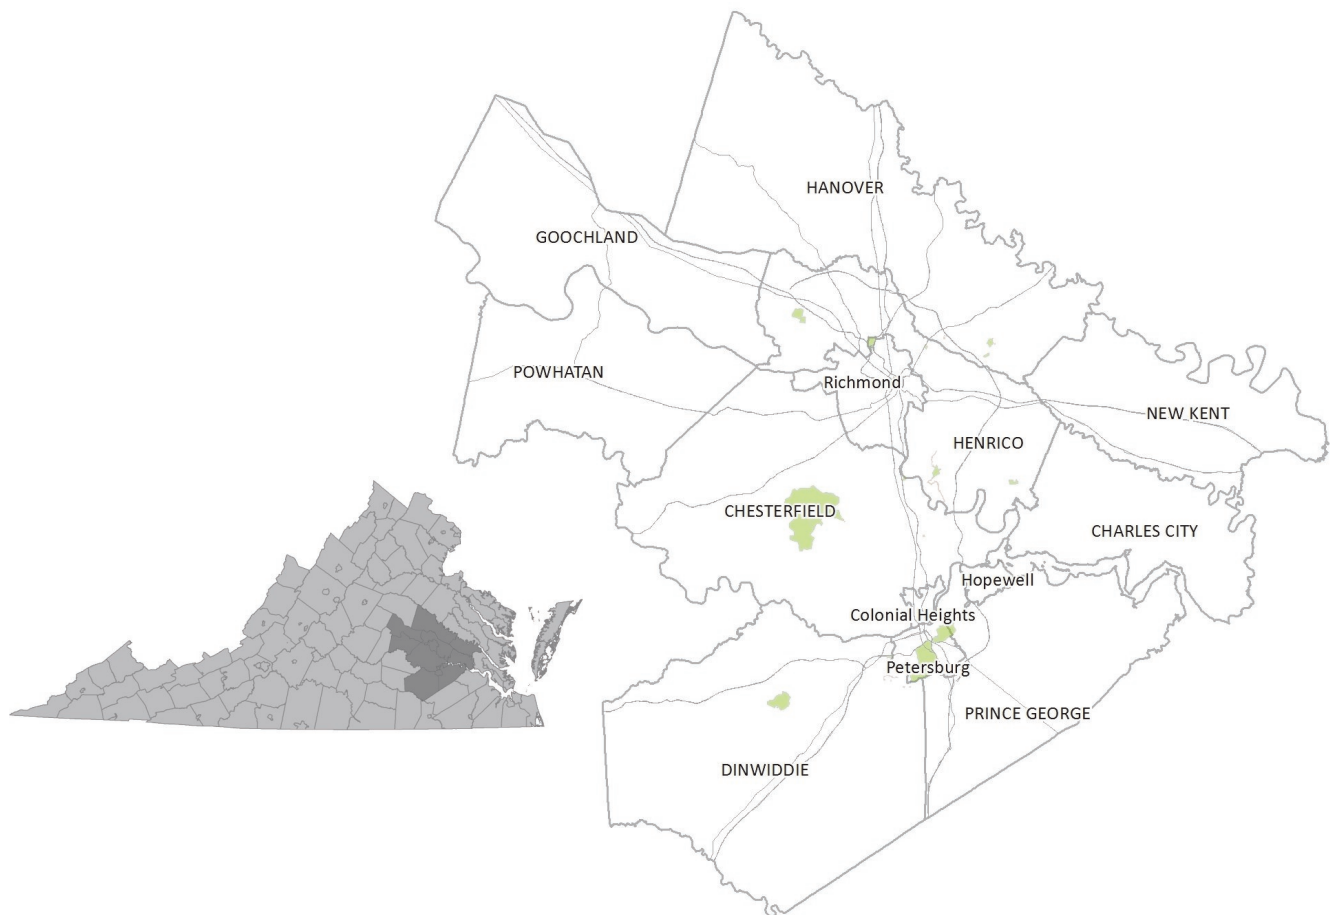 HANOVER
GOOCHLAND
POWHATAN
Richmond
NEW KENT
HENRICO
CHESTERFIELD
CHARLES CITY
Hopewell
Colonial Heights
Petersburg
PRINCE GEORGE
DINWIDDIE